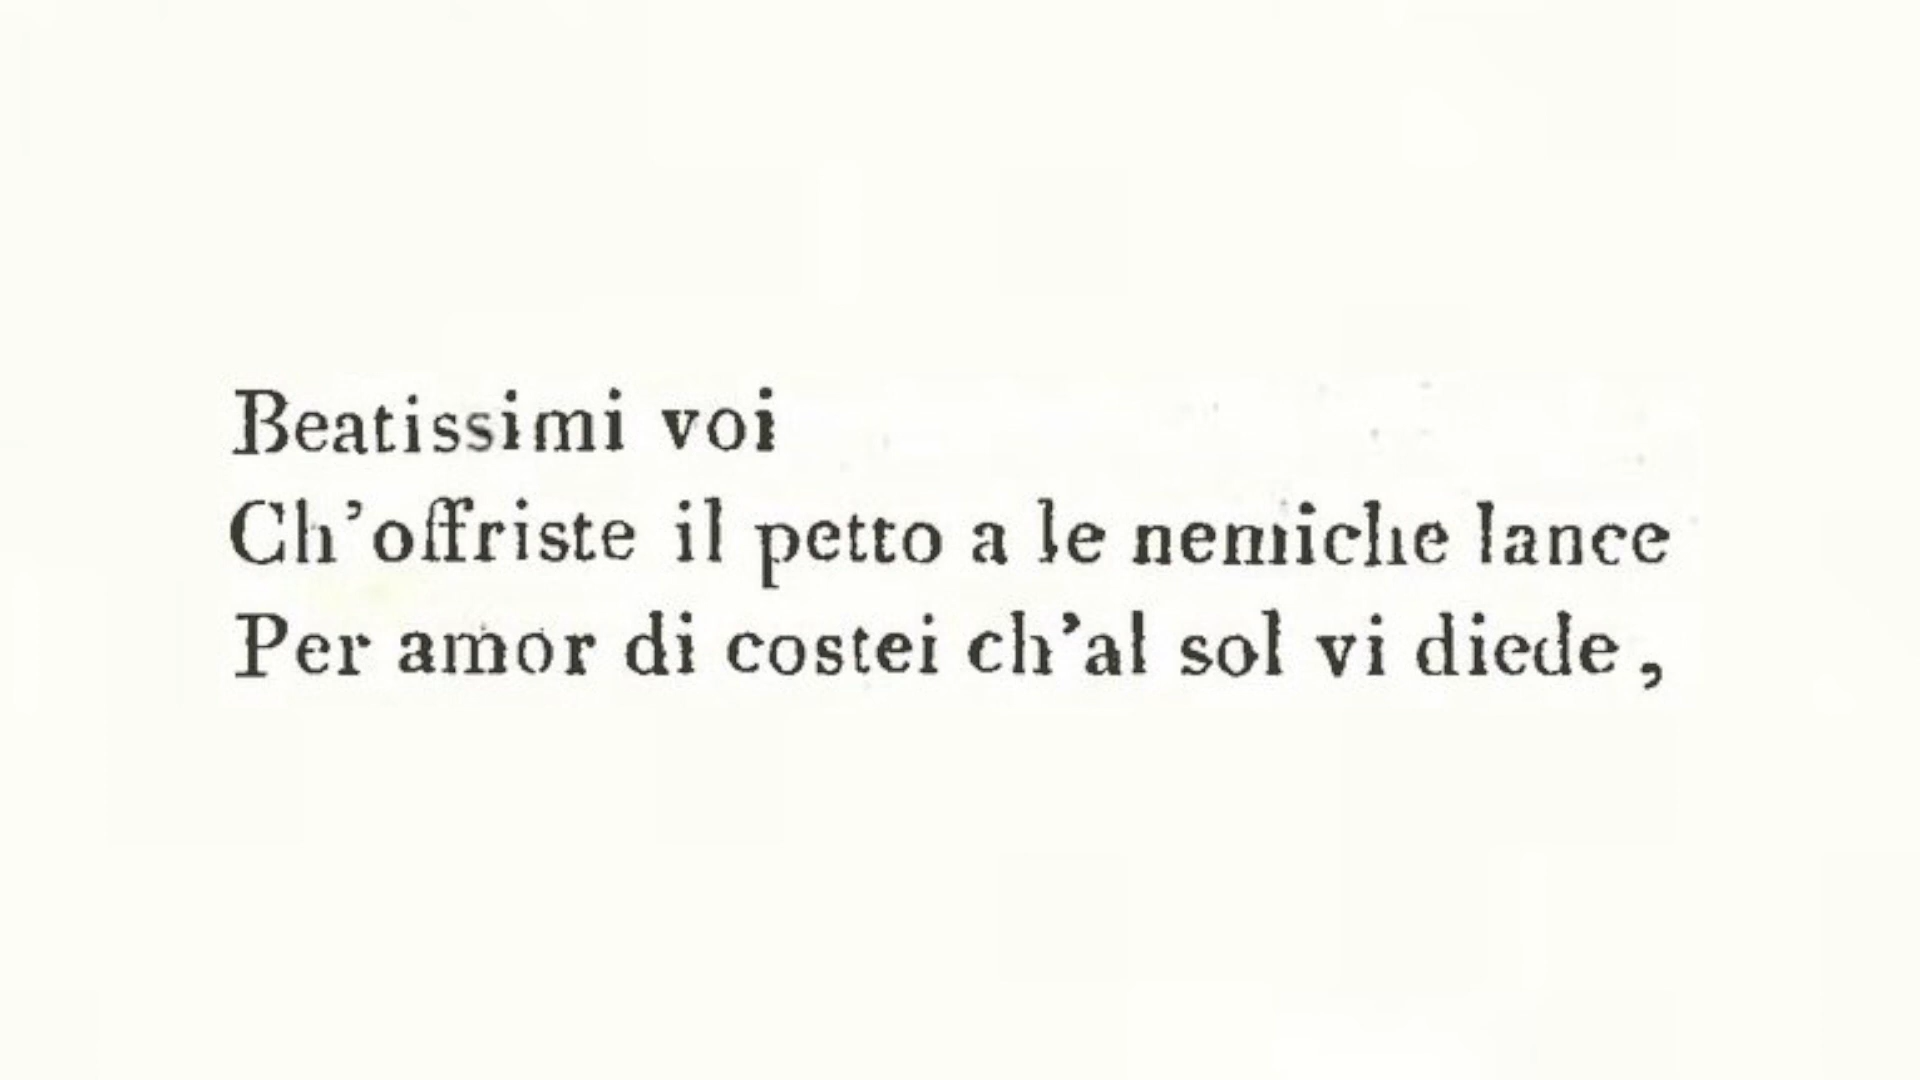 Beatissimi voi
Ch'offriste il petto a le nemiche lance
Per amor di costei ch'al sol vi diede,